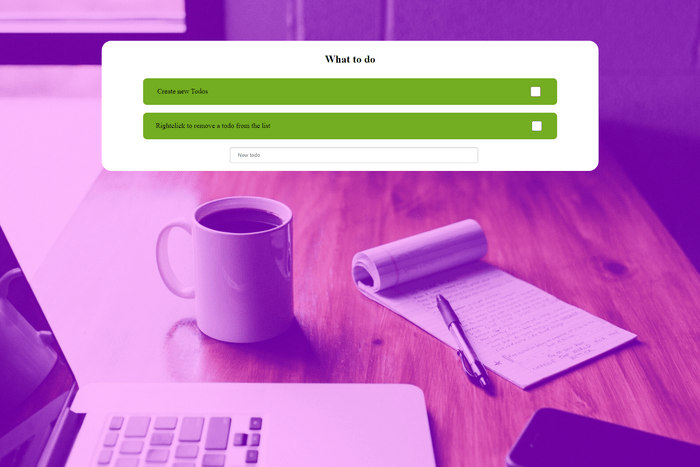 What to do
Create new Todos
Rightclick to remove a todo from the list
New todo